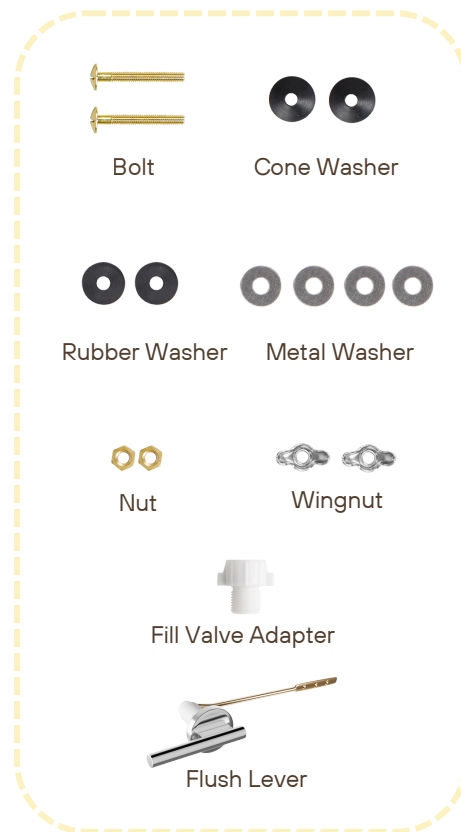 Bolt
Cone Washer
Rubber Washer
Metal Washer
Nut
Wingnut
Fill Valve Adapter
Flush Lever